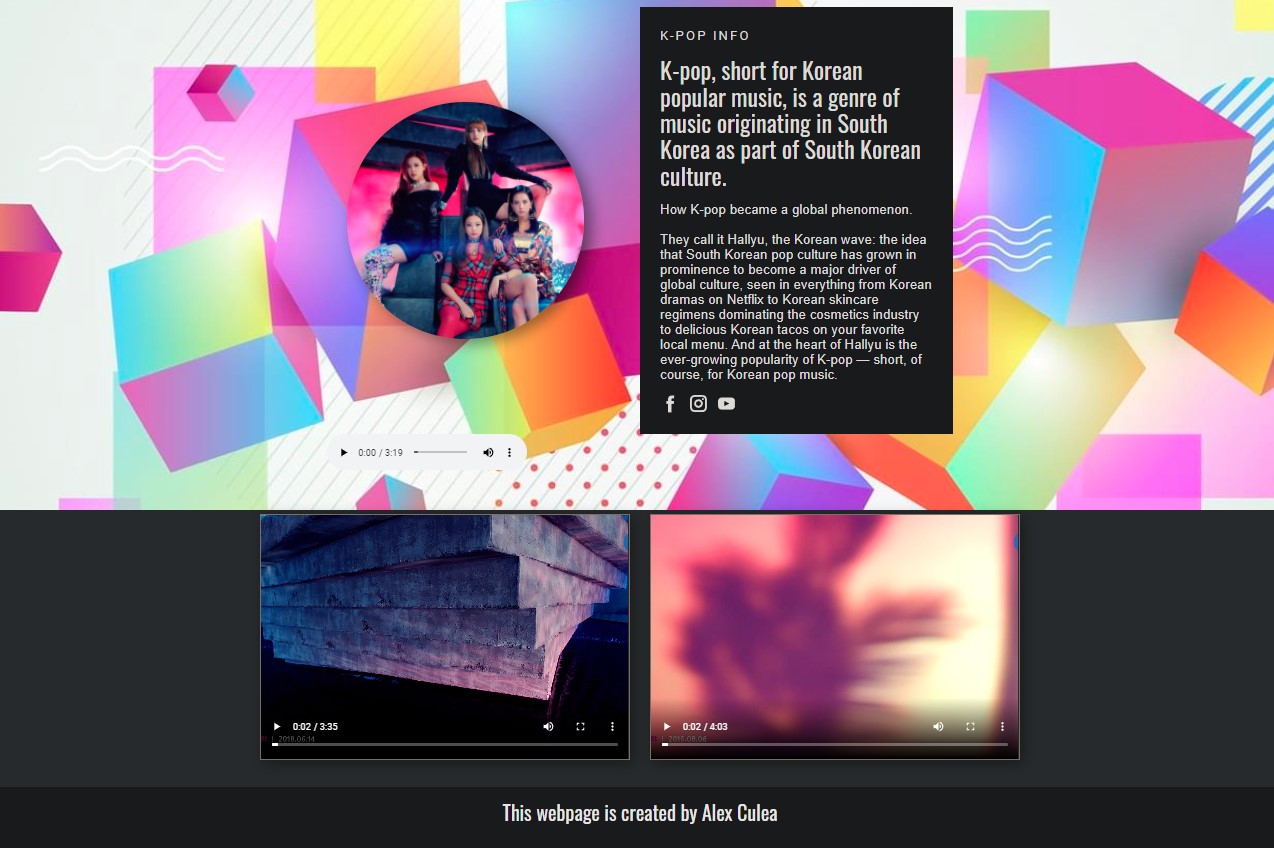 K-POP INFO
K-pop, short for Korean
popular music, is a genre of
music originating in South
Korea as part of South Korean
culture.
How K-pop became a global phenomenon.
They call it Hallyu, the Korean wave: the idea
that South Korean pop culture has grown in
prominence to become a major driver of
global culture, seen in everything from Korean
dramas on Netflix to Korean skincare
regimens dominating the cosmetics industry
to delicious Korean tacos on your favorite
local menu. And at the heart of Hallyu is the
ever-growing popularity of K-pop — short, of
course, for Korean pop music.
0:00 / 3:19
0:02 / 3:35
2018.06.14
0:02 / 4:03
2016.08.08
This webpage is created by Alex Culea